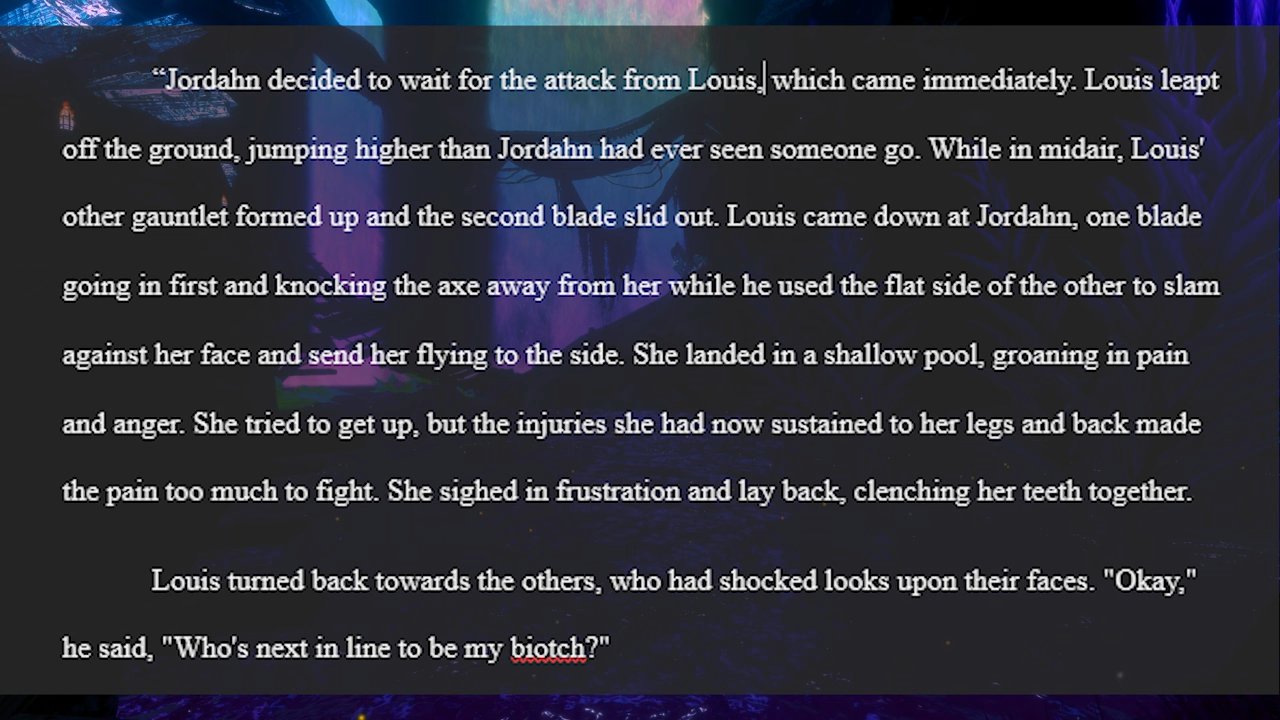 “Jordahn decided to wait for the attack from Louis, which came immediately. Louis leapt
off the ground, jumping higher than Jordahn had ever seen someone go. While in midair, Louis'
other gauntlet formed up and the second blade slid out. Louis came down at Jordahn, one blade
going in first and knocking the axe away from her while he used the flat side of the other to slam
against her face and send her flying to the side. She landed in a shallow pool, groaning in pain
and anger. She tried to get up, but the injuries she had now sustained to her legs and back made
the pain too much to fight. She sighed in frustration and lay back, clenching her teeth together.
Louis turned back towards the others, who had shocked looks upon their faces. "Okay,"
he said, "Who's next in line to be my biotch?"